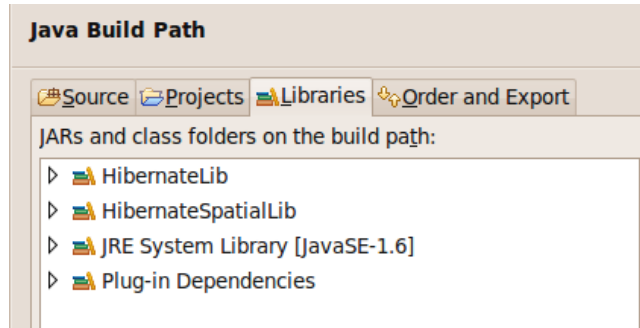 Java Build Path
Source Projects Libraries Order and Export
JARs and class folders on the build path:
HibernateLib
HibernateSpatialLib
JRE System Library [JavaSE-1.6]
Plug-in Dependencies